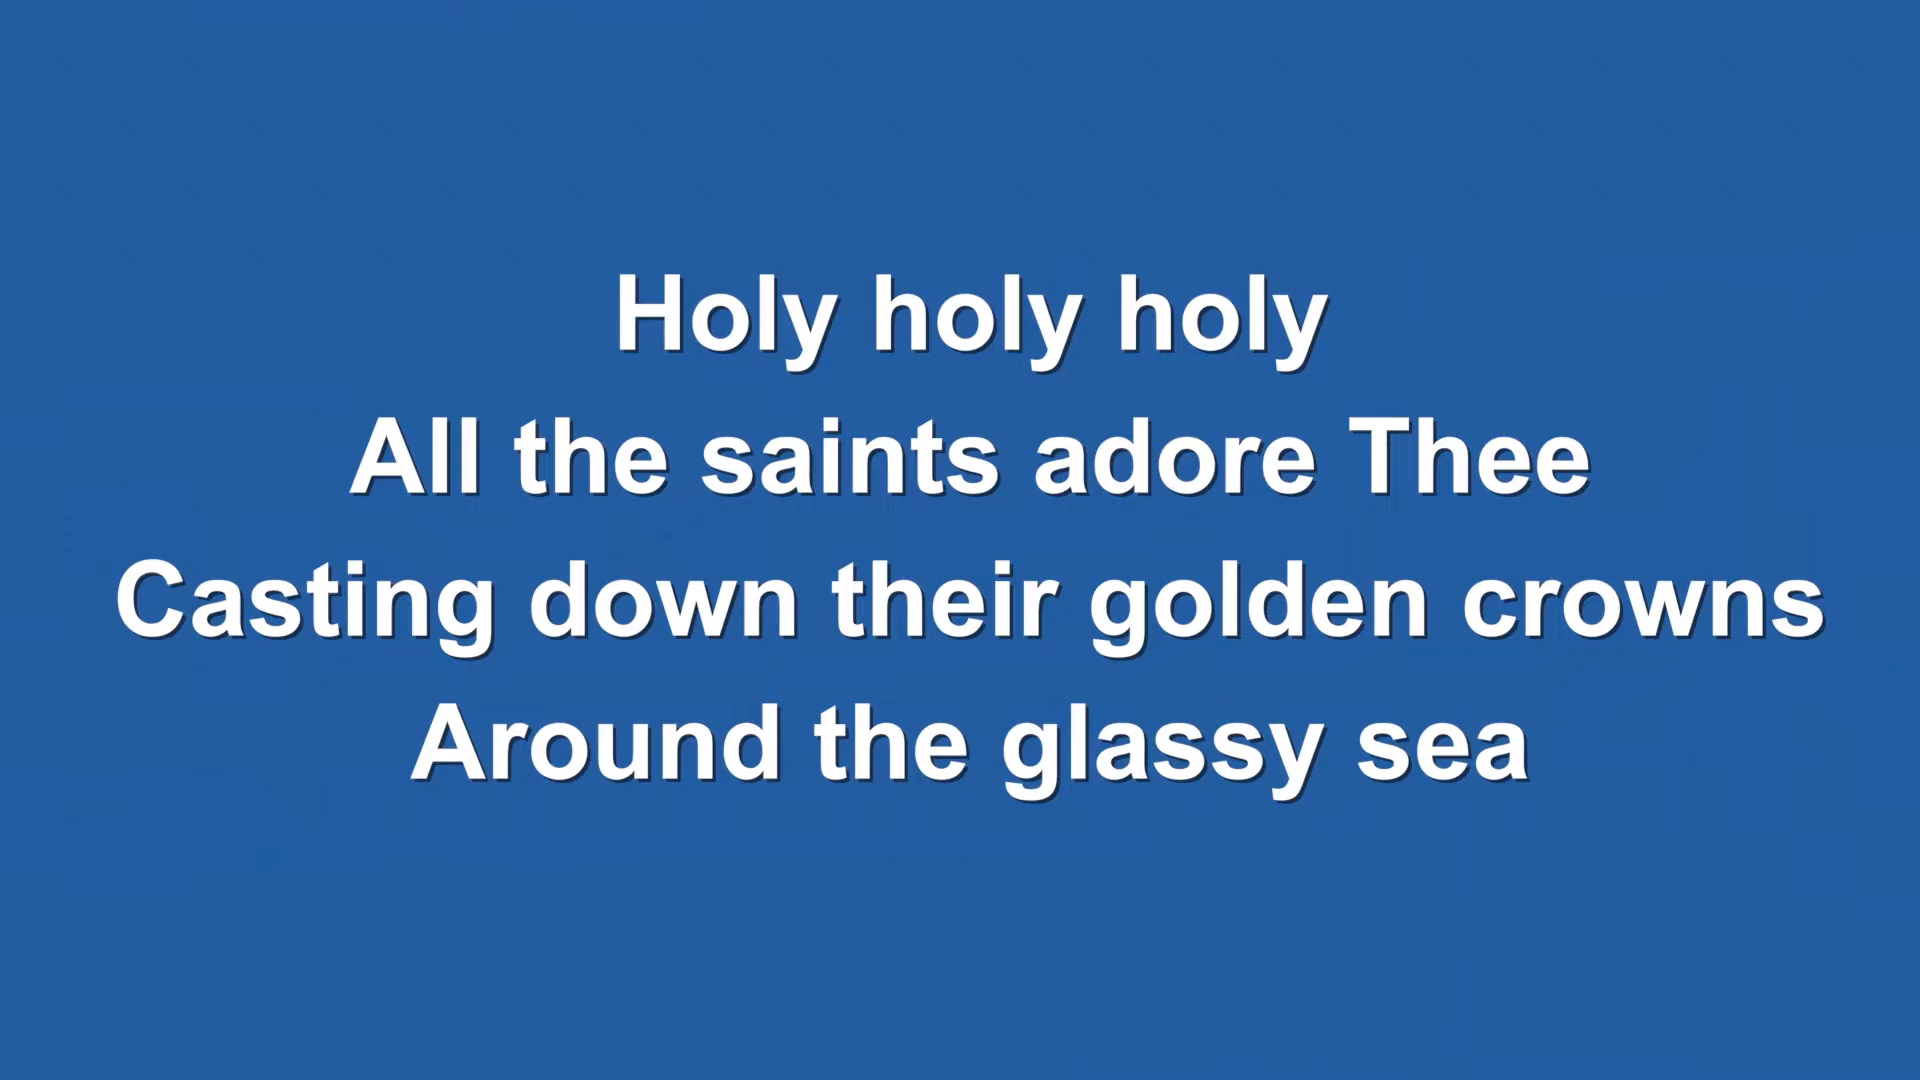 Holy holy holy
All the saints adore Thee
Casting down their golden crowns
Around the glassy sea